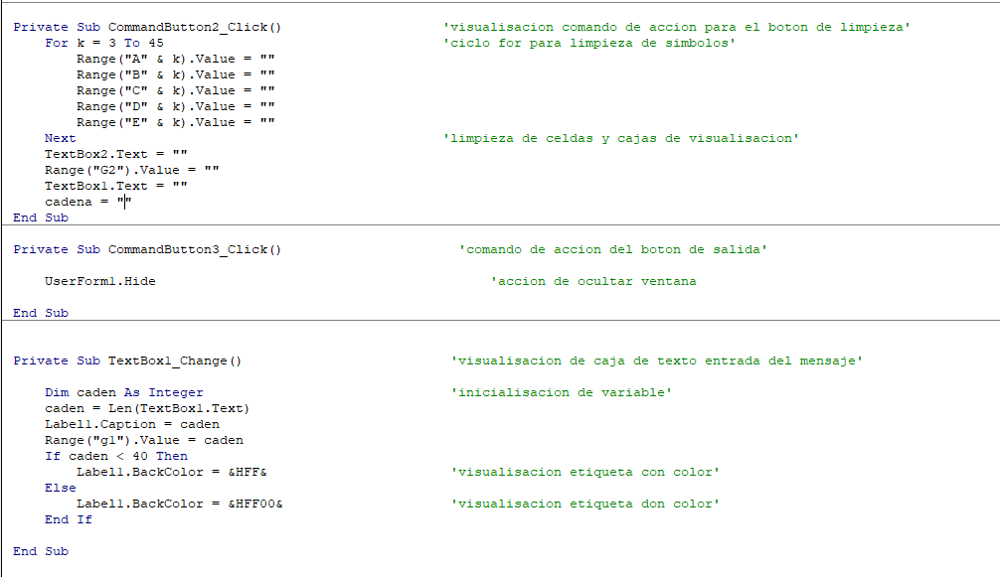 Private Sub CommandButton2_Click() 'visualisacion comando de accion para el boton de limpieza'
For k = 3 To 45 'ciclo for para limpieza de simbolos'
Range("A" & k).Value = ""
Range("B" & k).Value = ""
Range("C" & k).Value = ""
Range("D" & k).Value = ""
Range("E" & k).Value = ""
Next 'limpieza de celdas y cajas de visualisacion'
TextBox2.Text = ""
Range("G2").Value = ""
TextBox1.Text = ""
cadena = ""
End Sub
Private Sub CommandButton3_Click() 'comando de accion del boton de salida'
UserForm1.Hide 'accion de ocultar ventana
End Sub
Private Sub TextBox1_Change() 'visualisacion de caja de texto entrada del mensaje'
Dim caden As Integer 'inicialisacion de variable'
caden = Len(TextBox1.Text)
Label1.Caption = caden
Range("g1").Value = caden
If caden < 40 Then
Label1.BackColor = &HFF& 'visualisacion etiqueta con color'
Else
Label1.BackColor = &HFF00& 'visualisacion etiqueta don color'
End If
End Sub